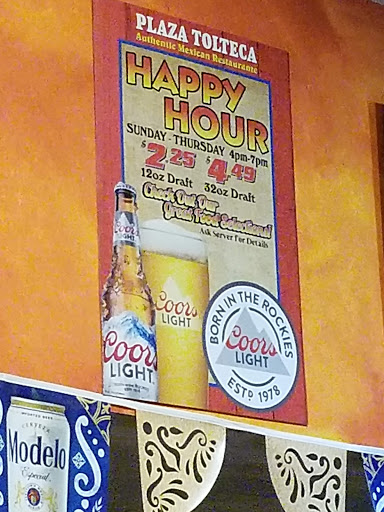 PLAZA TOLTECA
Authentic Mexican Restaurante
HAPPY
HOUR
SUNDAY - THURSDAY 4pm-7pm
$2.25 $4.49
12oz Draft 32oz Draft
Check Out Our
Great Food Selections!
Ask Server For Details
Coors
LIGHT
Coors
LIGHT
Coors
LIGHT
BORN IN THE ROCKIES
Coors
LIGHT
ESTD 1978
Modelo
Especial